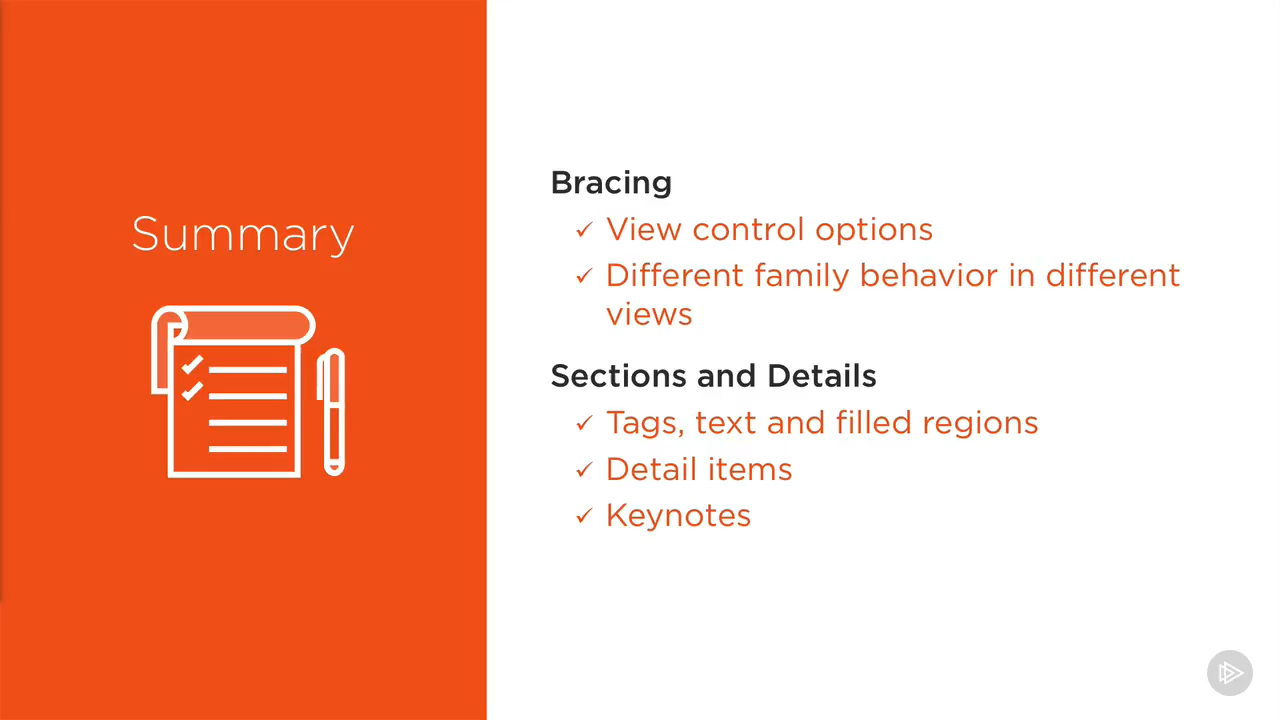 Summary
Bracing
✓ View control options
✓ Different family behavior in different
views
Sections and Details
✓ Tags, text and filled regions
✓ Detail items
✓ Keynotes